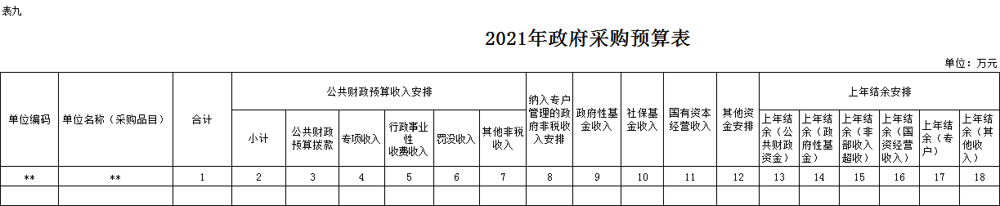 表九
2021年政府采购预算表
单位：万元
单位编码
单位名称（采购品目）
合计
公共财政预算收入安排
小计
公共财政
预算拨款
专项收入
行政事业
性
收费收入
罚没收入
其他非税
收入
纳入专户
管理的政
府非税收
入安排
政府性基
金收入
社保基
金收入
国有资本
经营收入
其他资
金安排
上年结余安排
上年结
余（公
共财政
资金）
上年结
余（政
府性基
金）
上年结
余（非
部收入
超收）
上年结
余（国
资经营
收入）
上年结
余（专
户）
上年结
余（其
他收
入）
** ** 1 2 3 4 5 6 7 8 9 10 11 12 13 14 15 16 17 18